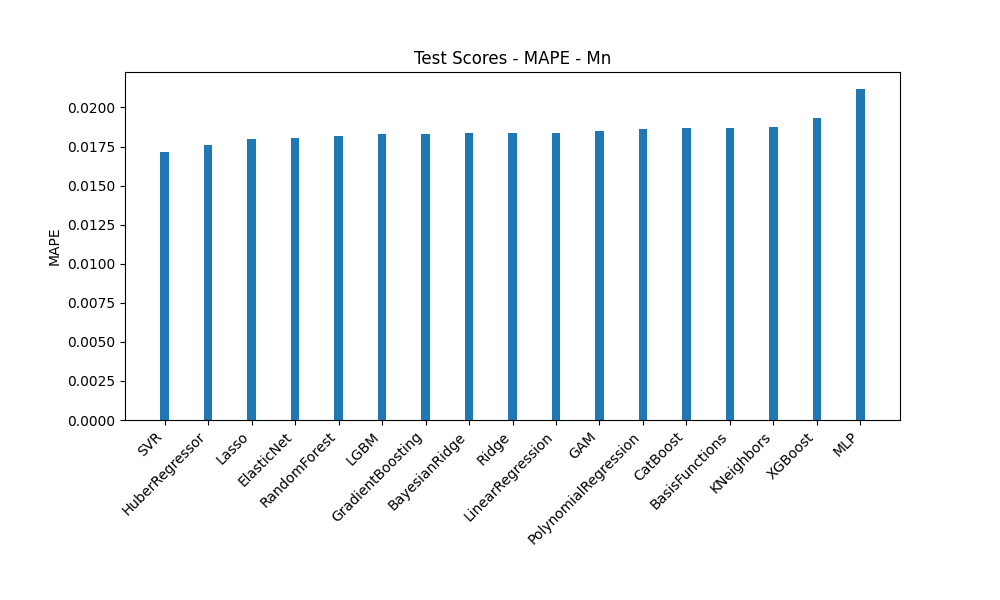 Test Scores - MAPE - Mn
MAPE
0.0200
0.0175
0.0150
0.0125
0.0100
0.0075
0.0050
0.0025
0.0000
SVR
HuberRegressor
Lasso
ElasticNet
RandomForest
LGBM
GradientBoosting
BayesianRidge
Ridge
LinearRegression
GAM
PolynomialRegression
CatBoost
BasisFunctions
KNeighbors
XGBoost
MLP